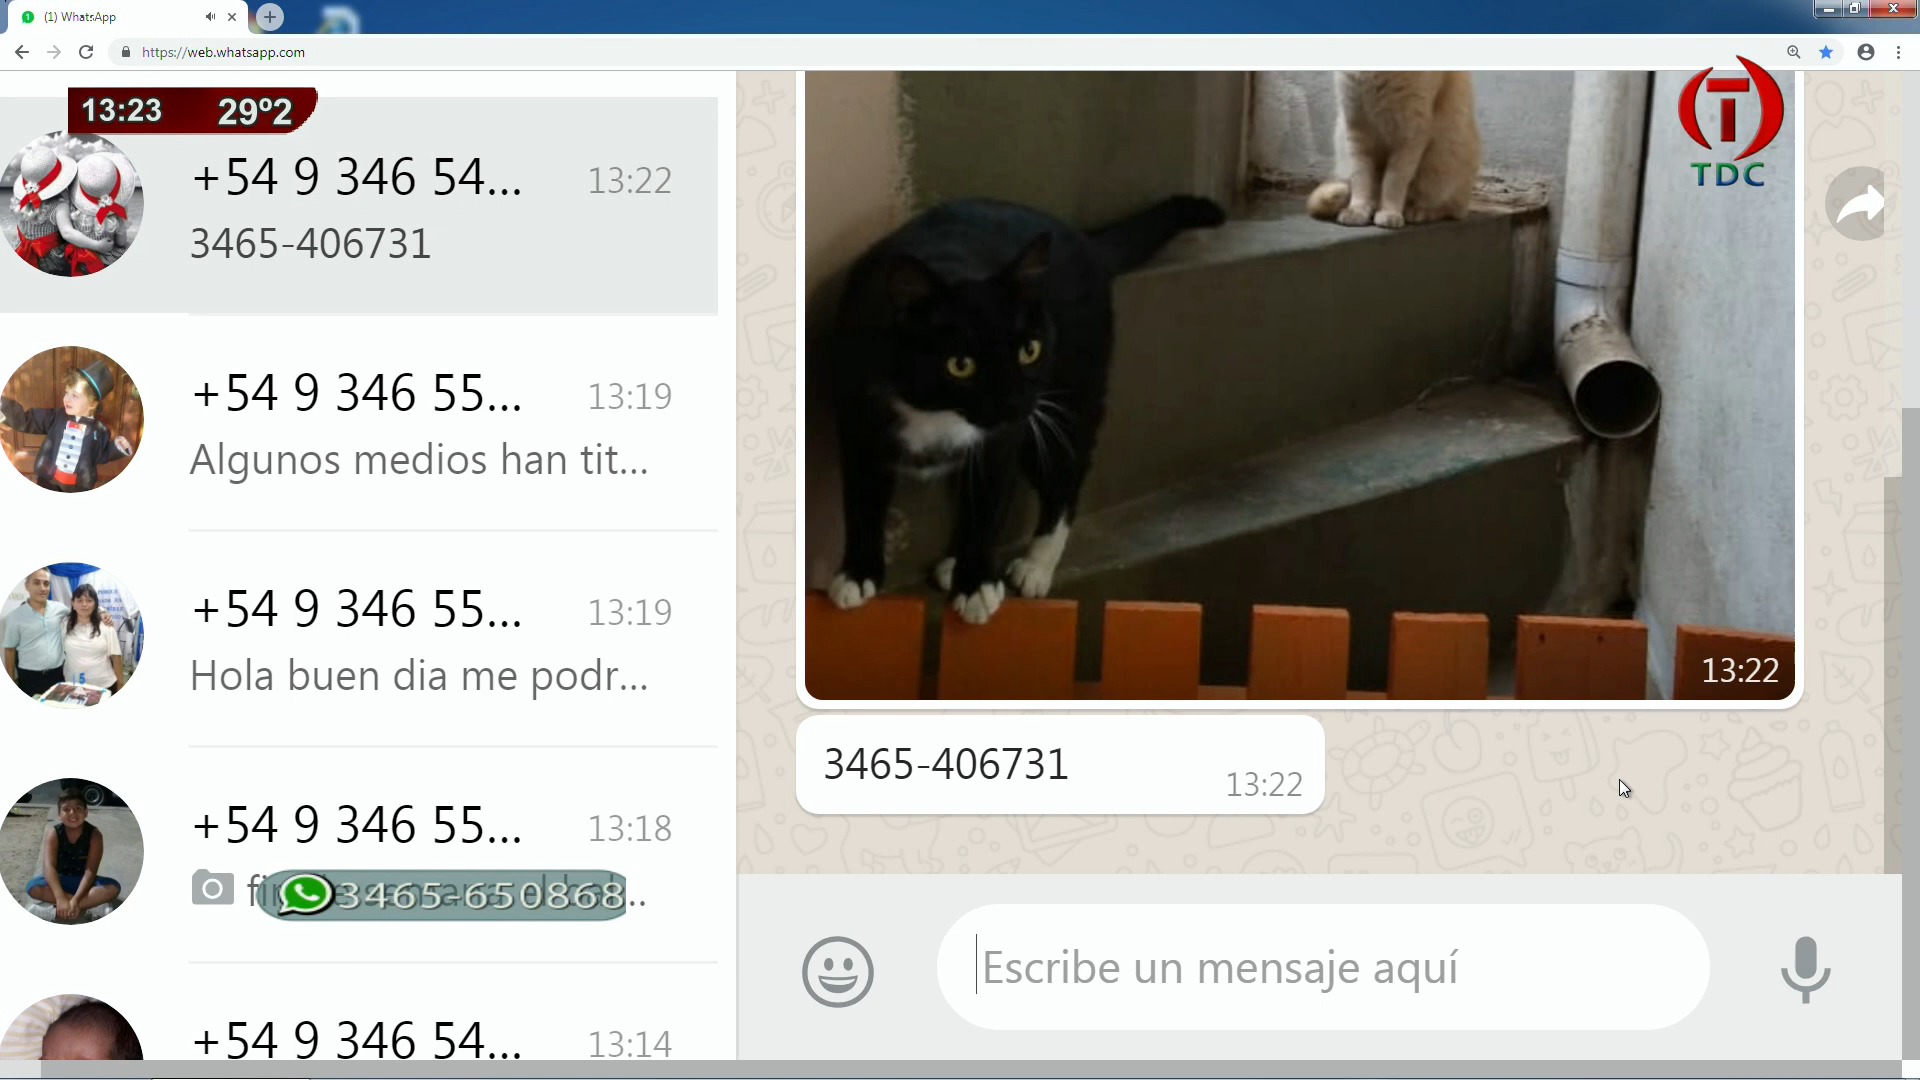 (1) WhatsApp
https://web.whatsapp.com
13:23 29º2
TDC
+54 9 346 54... 13:22
3465-406731
+54 9 346 55... 13:19
Algunos medios han tit...
+54 9 346 55... 13:19
Hola buen dia me podr...
+54 9 346 55... 13:18
3465-650868
+54 9 346 54... 13:14
13:22
3465-406731
13:22
Escribe un mensaje aquí